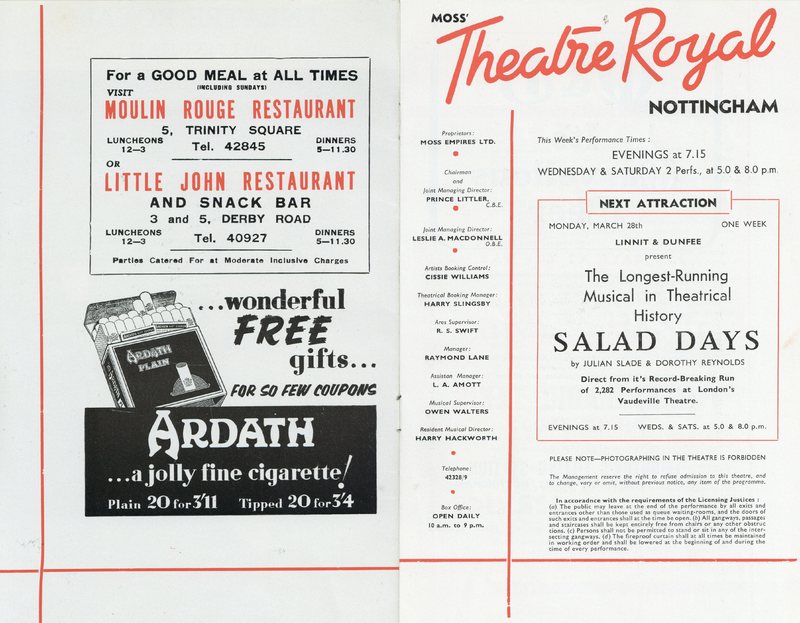 For a GOOD MEAL at ALL TIMES
(INCLUDING SUNDAYS)
VISIT
MOULIN ROUGE RESTAURANT
5, TRINITY SQUARE
LUNCHEONS
12—3
Tel. 42845
DINNERS
5—11.30
OR
LITTLE JOHN RESTAURANT
AND SNACK BAR
3 and 5, DERBY ROAD
LUNCHEONS
12—3
Tel. 40927
DINNERS
5—11.30
Parties Catered For at Moderate Inclusive Charges
...wonderful
FREE
gifts...
FOR SO FEW COUPONS
ARDATH
PLAIN
ARDATH
...a jolly fine cigarette!
Plain 20 for 3'11 Tipped 20 for 3'4
MOSS'
Theatre Royal
NOTTINGHAM
Proprietors:
MOSS EMPIRES LTD.
Chairman
and
Joint Managing Director:
PRINCE LITTLER,
C.B.E.
Joint Managing Director:
LESLIE A. MACDONNELL
O.B.E.
Artists Booking Control:
CISSIE WILLIAMS
Theatrical Booking Manager:
HARRY SLINGSBY
Area Supervisor:
R. S. SWIFT
Manager:
RAYMOND LANE
Assistan Manager:
L. A. AMOTT
Musical Supervisor:
OWEN WALTERS
Resident Musical Director:
HARRY HACKWORTH
Telephone:
42328/9
Box Office:
OPEN DAILY
10 a.m. to 9 p.m.
This Week's Performance Times :
EVENINGS at 7.15
WEDNESDAY & SATURDAY 2 Perfs., at 5.0 & 8.0 p.m.
NEXT ATTRACTION
MONDAY, MARCH 28th ONE WEEK
LINNIT & DUNFEE
present
The Longest-Running
Musical in Theatrical
History
SALAD DAYS
by JULIAN SLADE & DOROTHY REYNOLDS
Direct from it's Record-Breaking Run
of 2,282 Performances at London's
Vaudeville Theatre.
EVENINGS at 7.15 WEDS. & SATS. at 5.0 & 8.0 p.m.
PLEASE NOTE—PHOTOGRAPHING IN THE THEATRE IS FORBIDDEN
The Management reserve the right to refuse admission to this theatre, and
to change, vary or omit, without previous notice, any item of the programme.
In accoradnce with the requirements of the Licensing Justices :
(a) The public may leave at the end of the performance by all exits and
entrances other than those used as queue waiting-rooms, and the doors of
such exits and entrances shall at the time be open. (b) All gangways, passages
and staircases shall be kept entirely free from chairs or any other obstruc
tions. (c) Persons shall not be permitted to stand or sit in any of the inter-
secting gangways. (d) The fireproof curtain shall at all times be maintained
in working order and shall be lowered at the beginning of and during the
time of every performance.